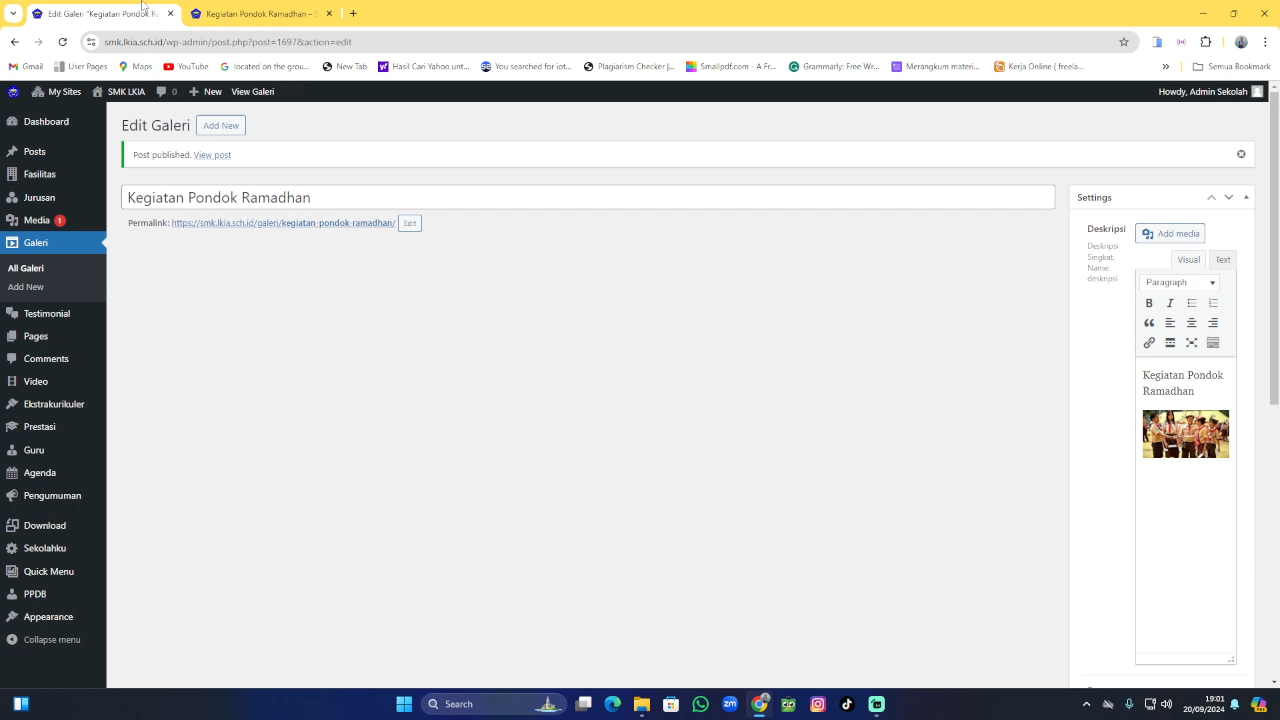 Edit Galeri "Kegiatan Pondok Ra
Kegiatan Pondok Ramadhan –
smk.lkia.sch.id/wp-admin/post.php?post=1697&action=edit
Gmail
User Pages
Maps
YouTube
located on the grou...
New Tab
Hasil Cari Yahoo unt...
You searched for iot...
Plagiarism Checker |...
Smallpdf.com - A F...
Grammarly: Free Wr...
Merangkum materi...
Kerja Online ( freela...
»
Semua Bookmark
My Sites
SMK LKIA
0
New
View Galeri
Howdy, Admin Sekolah
Dashboard
Posts
Fasilitas
Jurusan
Media 1
Galeri
All Galeri
Add New
Testimonial
Pages
Comments
Video
Ekstrakurikuler
Prestasi
Guru
Agenda
Pengumuman
Download
Sekolahku
Quick Menu
PPDB
Appearance
Collapse menu
Edit Galeri
Add New
Post published. View post
Kegiatan Pondok Ramadhan
Permalink: https://smk.lkia.sch.id/galeri/kegiatan-pondok-ramadhan/ Edit
Settings
Deskripsi
Deskripsi
Singkat.
Name:
deskripsi
Add media
Visual
Text
Paragraph
Kegiatan Pondok
Ramadhan
Search
19:01
20/09/2024